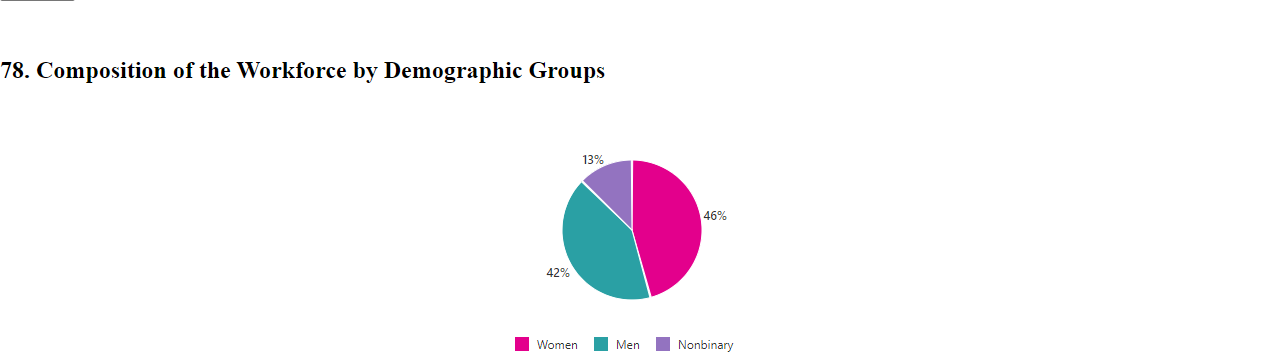 78. Composition of the Workforce by Demographic Groups
13%
46%
42%
Women Men Nonbinary